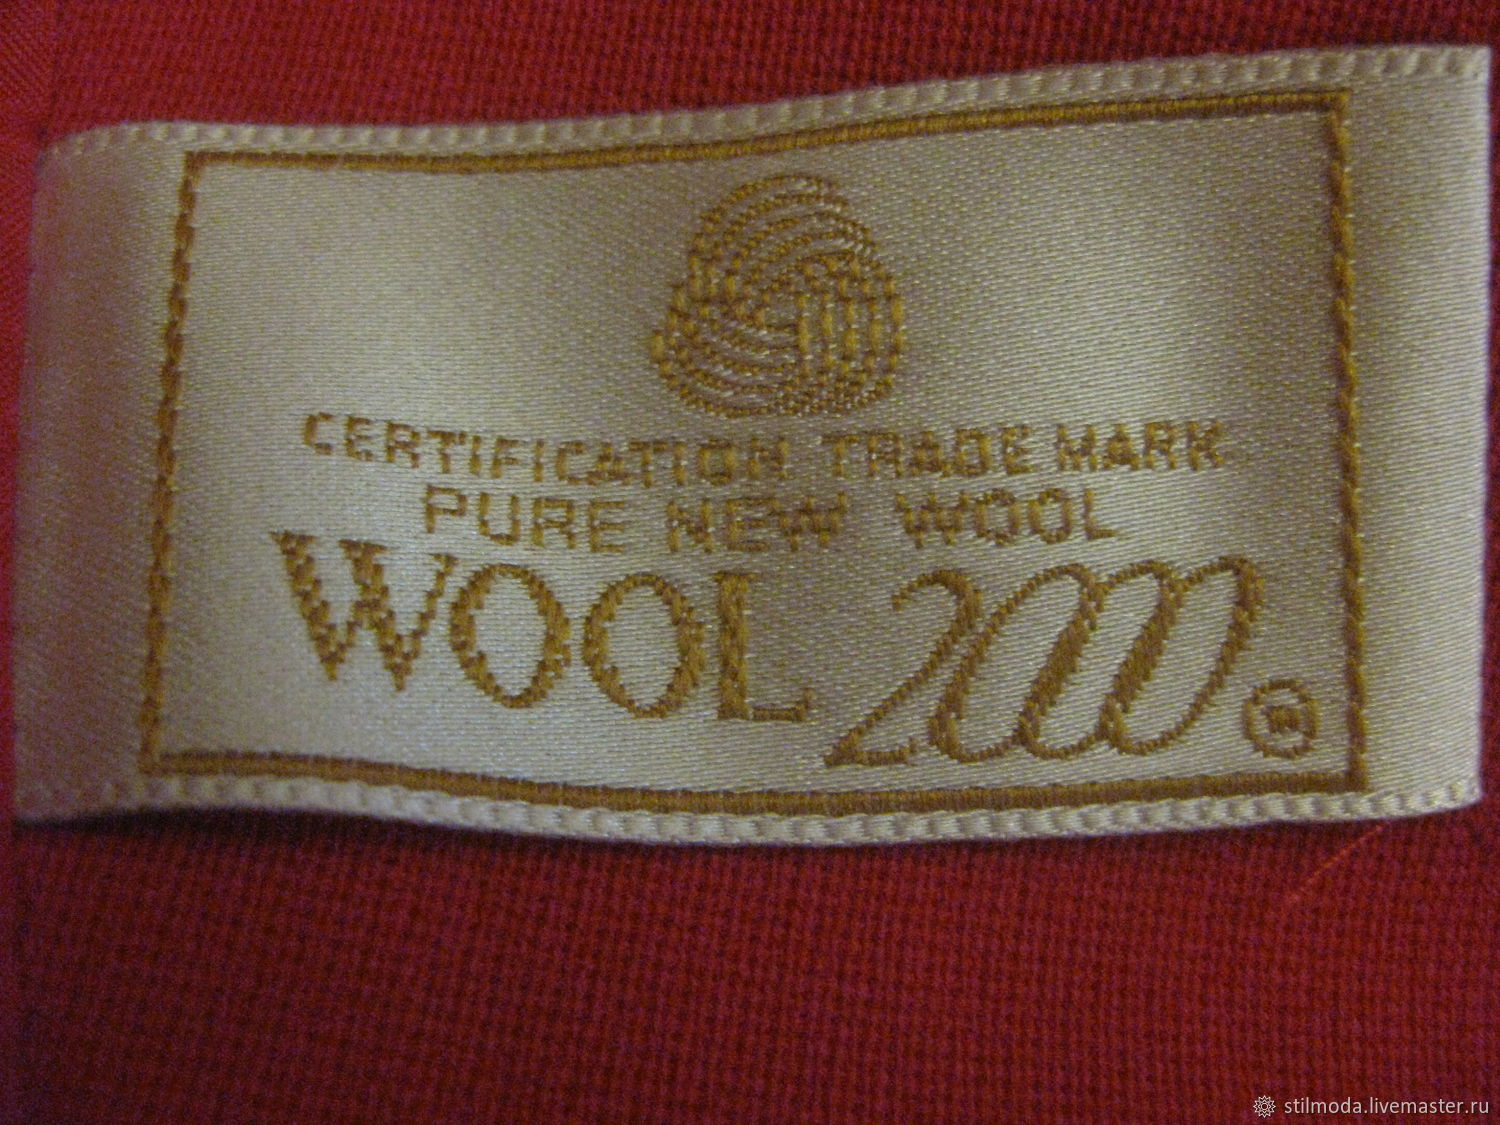 CERTIFICATION TRADE MARK
PURE NEW WOOL
WOOL 2000 ®
stilmoda.livemaster.ru